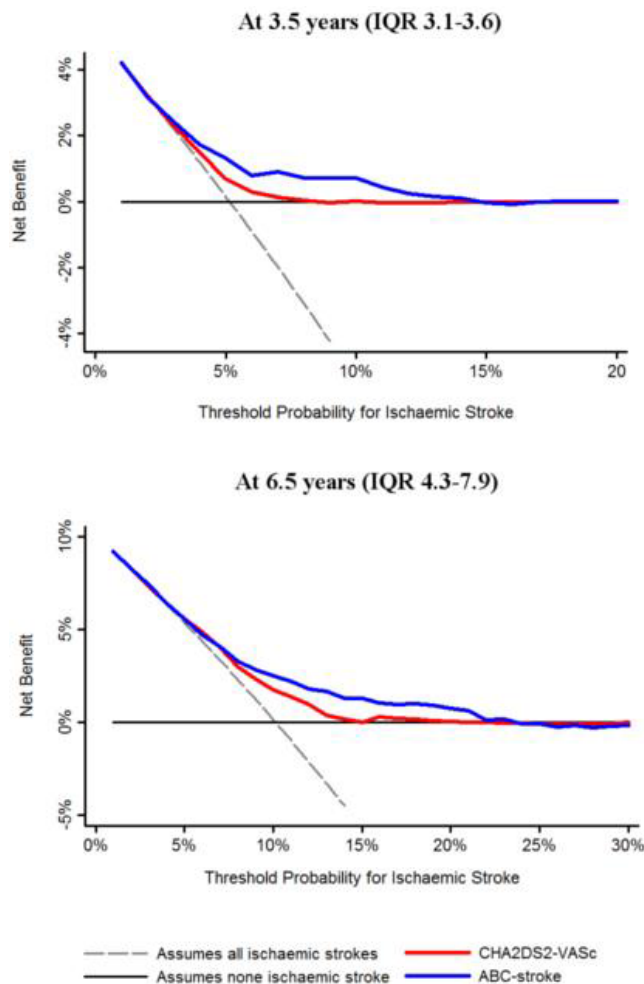 At 3.5 years (IQR 3.1-3.6)
4%
2%
0%
-2%
-4%
Net Benefit
0% 5% 10% 15% 20
Threshold Probability for Ischaemic Stroke
At 6.5 years (IQR 4.3-7.9)
10%
5%
0%
-5%
Net Benefit
0% 5% 10% 15% 20% 25% 30%
Threshold Probability for Ischaemic Stroke
Assumes all ischaemic strokes CHA2DS2-VASc
Assumes none ischaemic stroke ABC-stroke